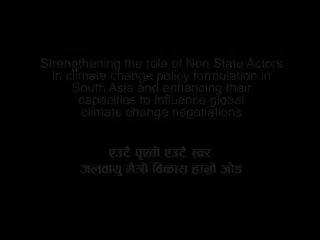 Strengthening the role of Non State Actors
in climate change policy formulation in
South Asia and enhancing their
capacities to influence global
climate change negotiations
एउटै पृथ्वी एउटै स्वर
जलवायु मैत्री विकास हाम्रो जोड